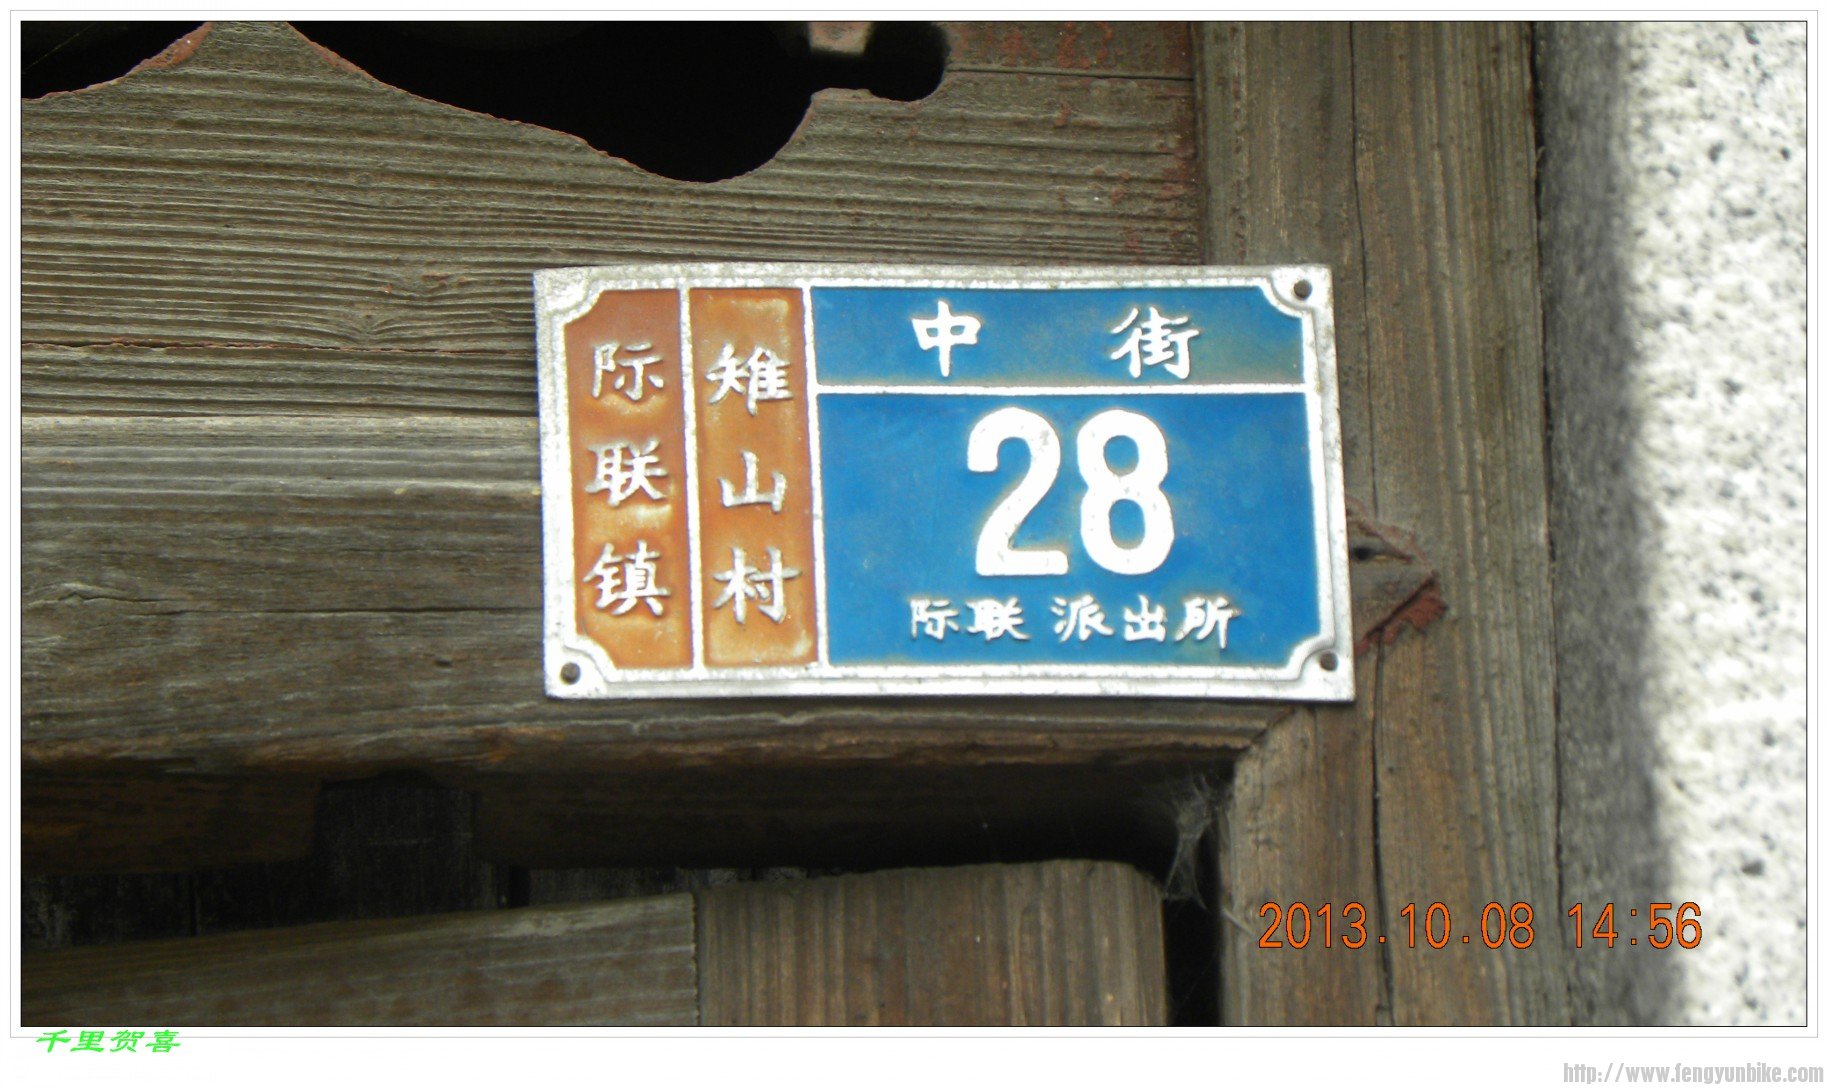 际联镇
雉山村
中街
28
际联派出所
2013.10.08 14:56
千里贺喜
http://www.fengyunbike.com